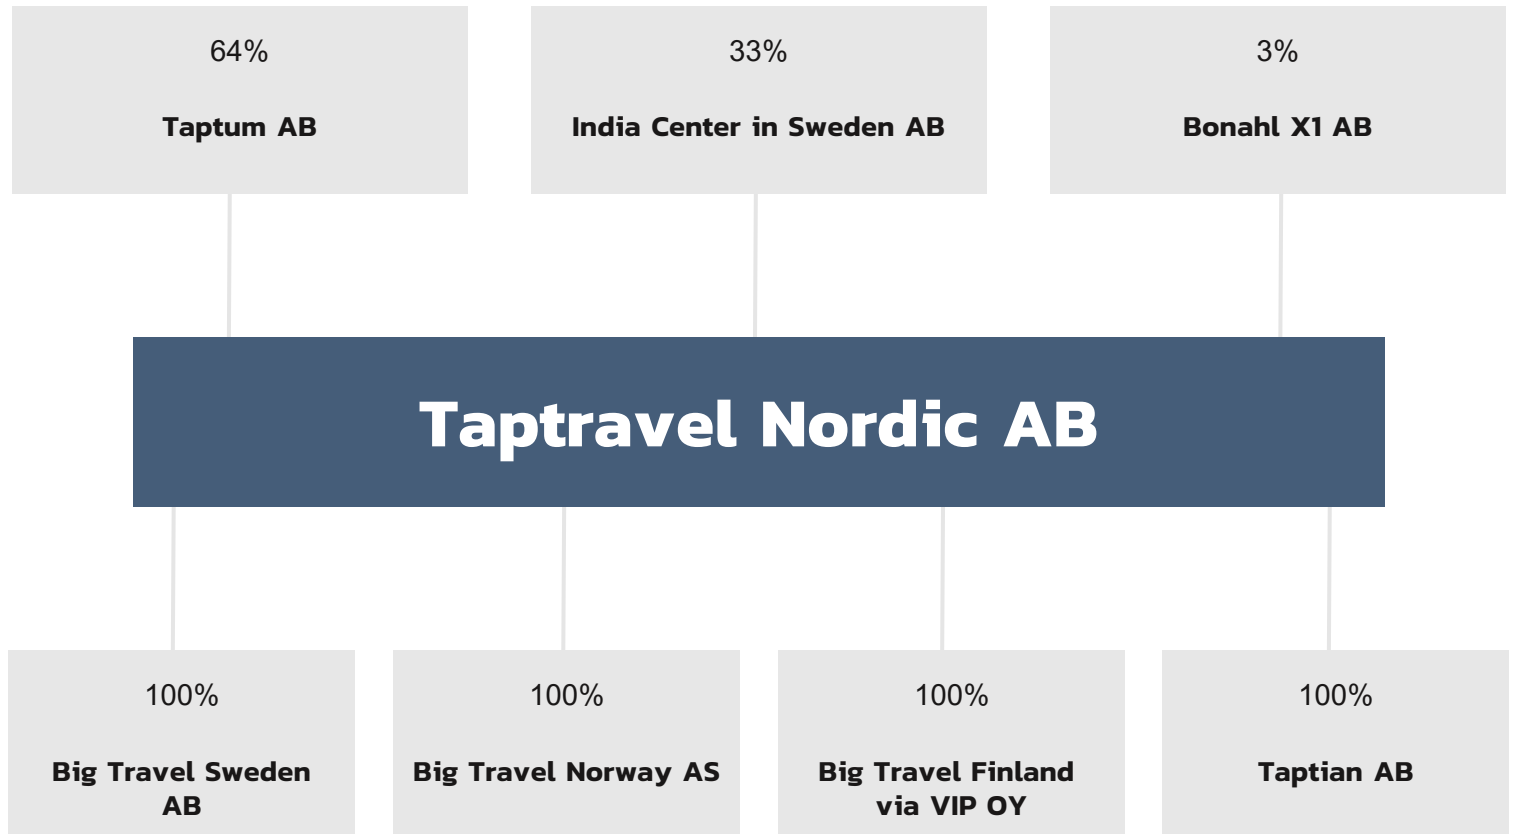 64%
Taptum AB
33%
India Center in Sweden AB
3%
Bonahl X1 AB
Taptravel Nordic AB
100%
Big Travel Sweden
AB
100%
Big Travel Norway AS
100%
Big Travel Finland
via VIP OY
100%
Taptian AB